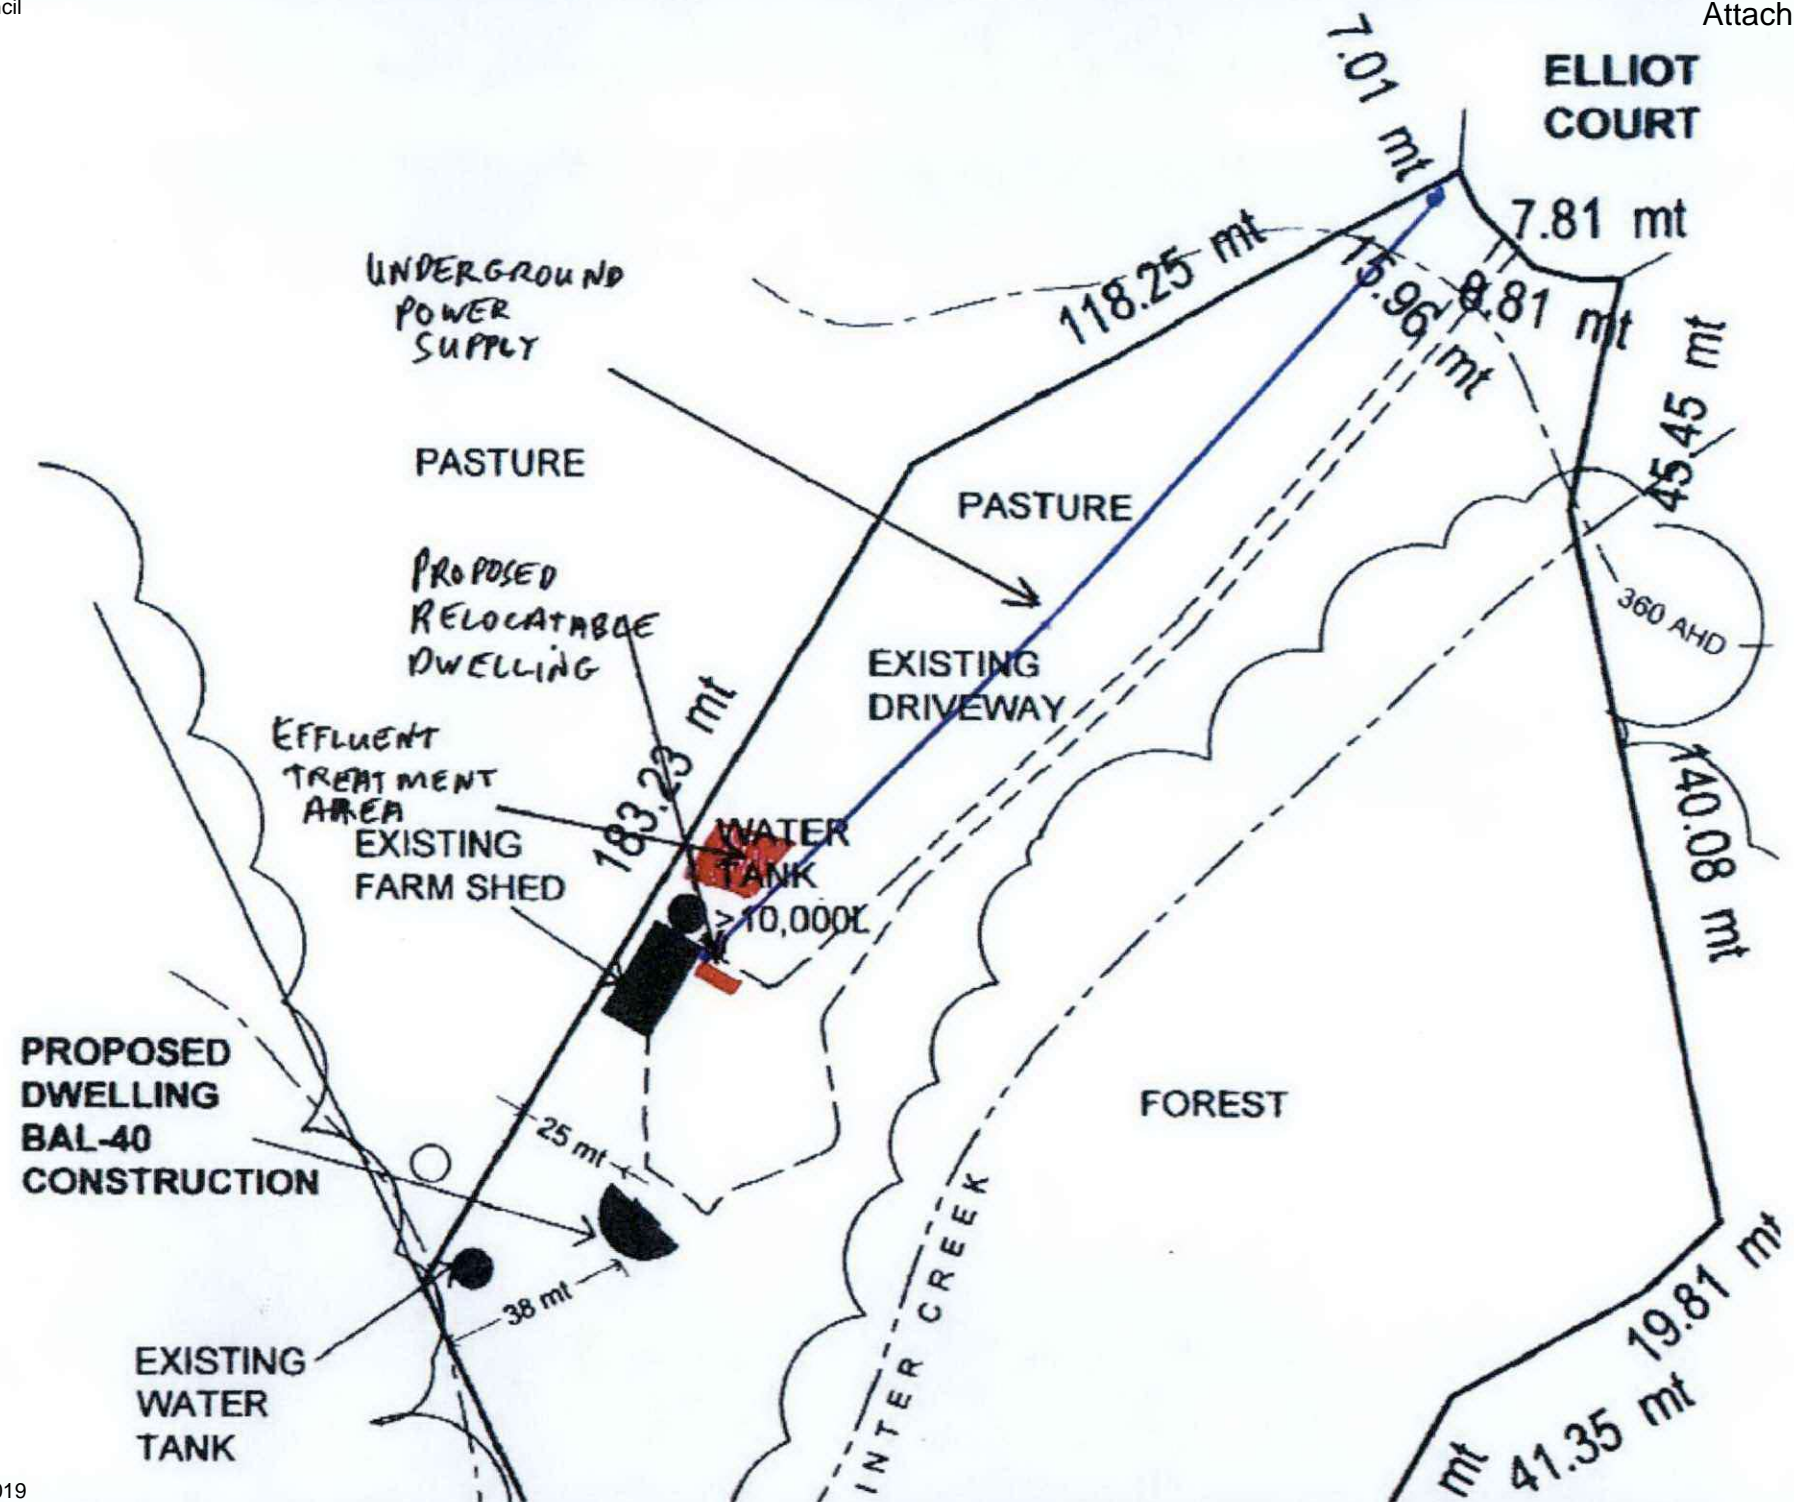 cil
Attach
ELLIOT
COURT
7.01 mt
7.81 mt
8.81 mt
15.96 mt
118.25 mt
45.45 mt
UNDERGROUND
POWER
SUPPLY
PASTURE
PASTURE
PROPOSED
RELOCATABLE
DWELLING
360 AHD
EXISTING
DRIVEWAY
183.23 mt
EFFLUENT
TREATMENT
AREA
140.08 mt
WATER
TANK
>10,000L
EXISTING
FARM SHED
PROPOSED
DWELLING
BAL-40
CONSTRUCTION
25 mt
FOREST
38 mt
INTER CREEK
19.81 mt
41.35 mt
mt
EXISTING
WATER
TANK
019